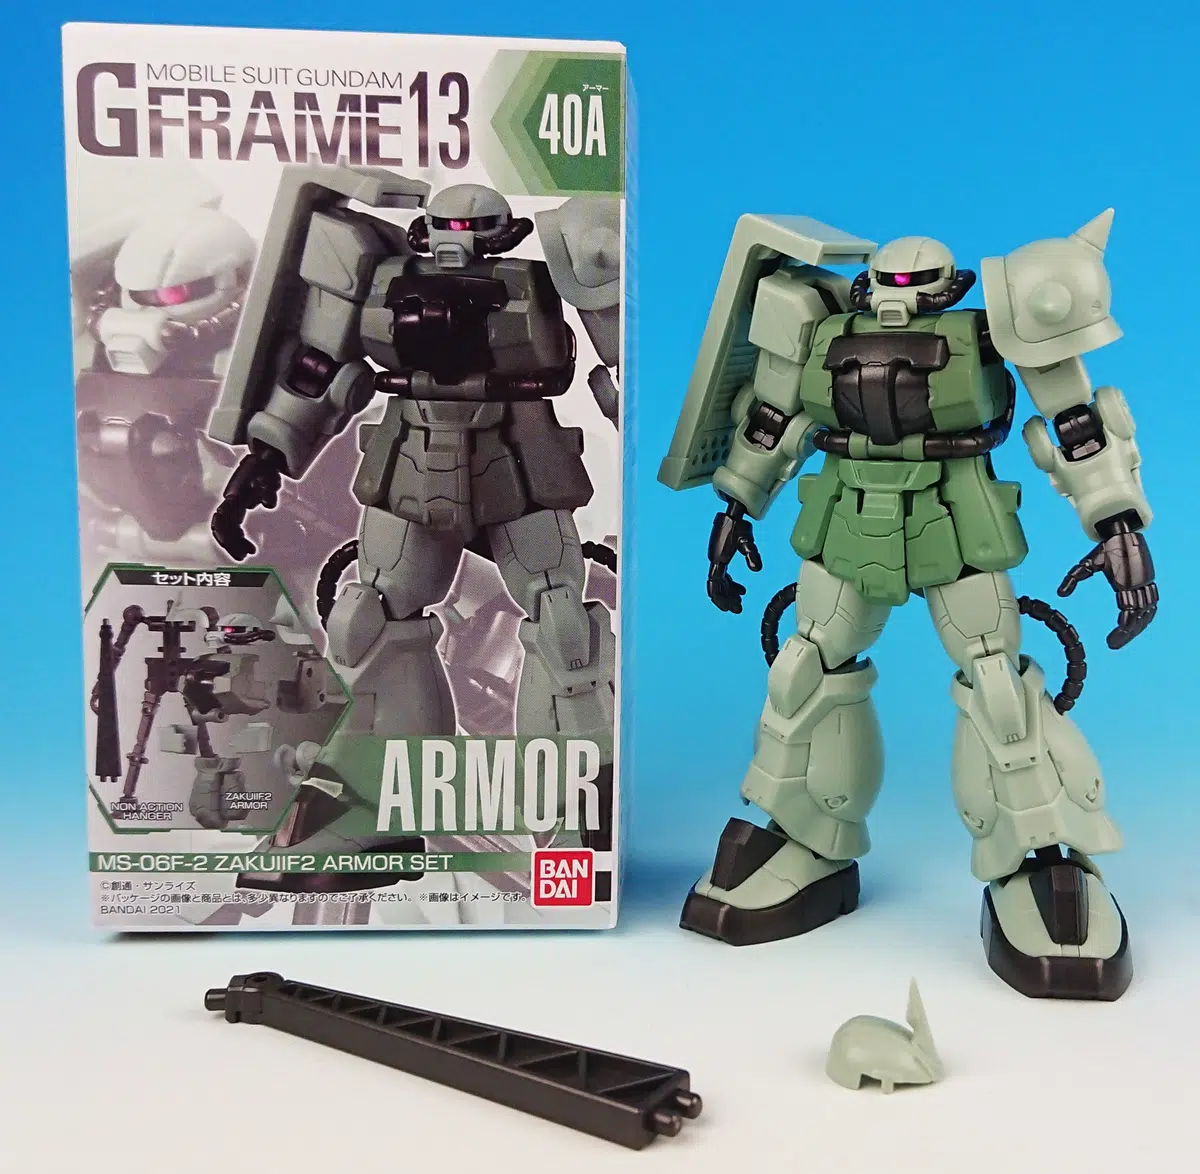 MOBILE SUIT GUNDAM
G FRAME 13
アーマー
40A
セット内容
NON ACTION
HANGER
ZAKUIIF2
ARMOR
ARMOR
MS-06F-2 ZAKUIIF2 ARMOR SET
©創通・サンライズ
※パッケージの画像と商品とは、多少異なりますのでご了承ください。※画像はイメージです。
BANDAI 2021
BAN
DAI